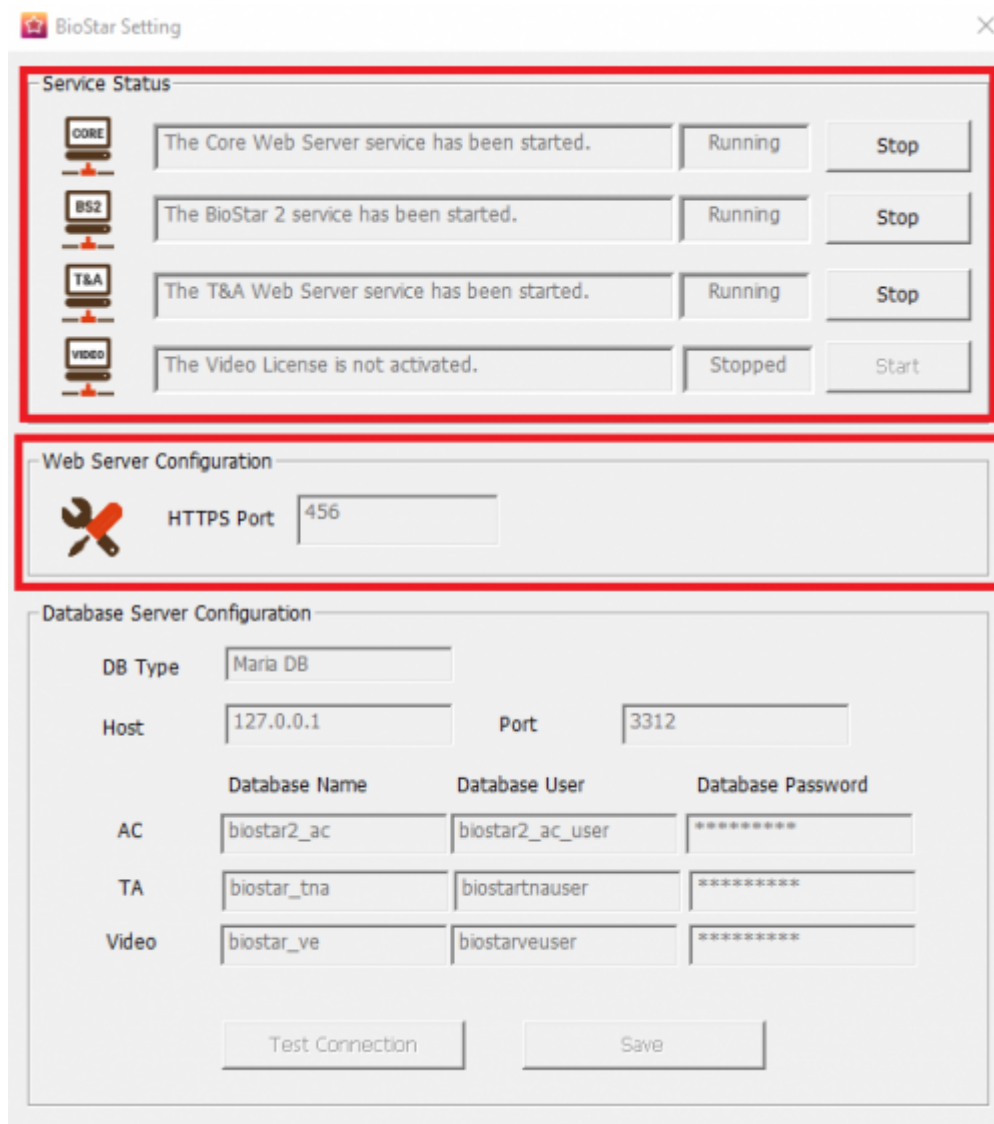 BioStar Setting
Service Status
CORE
The Core Web Server service has been started. Running Stop
BS2
The BioStar 2 service has been started. Running Stop
T&A
The T&A Web Server service has been started. Running Stop
VIDEO
The Video License is not activated. Stopped Start
Web Server Configuration
HTTPS Port 456
Database Server Configuration
DB Type Maria DB
Host 127.0.0.1 Port 3312
Database Name Database User Database Password
AC biostar2_ac biostar2_ac_user *********
TA biostar_tna biostartnauser *********
Video biostar_ve biostarveuser *********
Test Connection Save